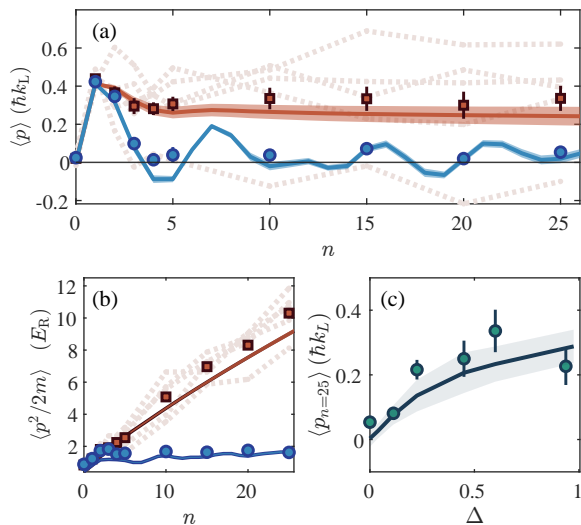 (a)
⟨p⟩ (ħk_L)
0.6
0.4
0.2
0
-0.2
0 5 10 15 20 25
n
(b)
⟨p²/2m⟩ (E_R)
12
10
8
6
4
2
0 10 20
n
(c)
⟨p_{n=25}⟩ (ħk_L)
0.4
0.2
0
0 0.5 1
Δ